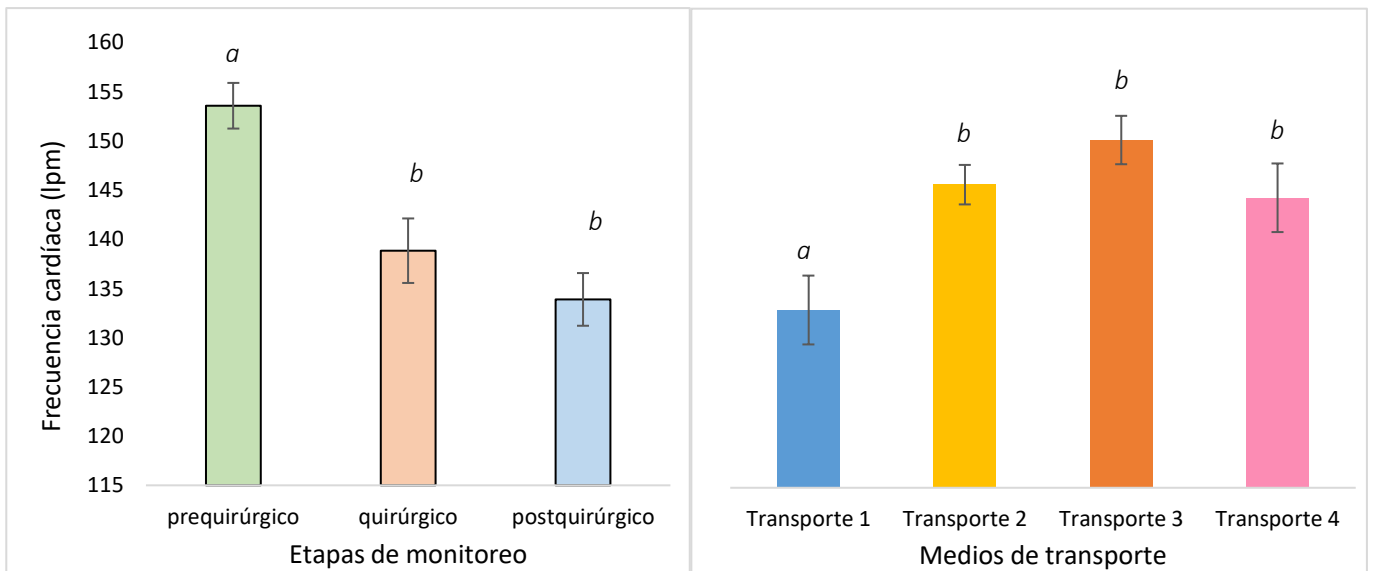 160
155
150
145
140
135
130
125
120
115
Frecuencia cardíaca (lpm)
a
b
b
prequirúrgico quirúrgico postquirúrgico
Etapas de monitoreo
a
b
b
b
Transporte 1 Transporte 2 Transporte 3 Transporte 4
Medios de transporte